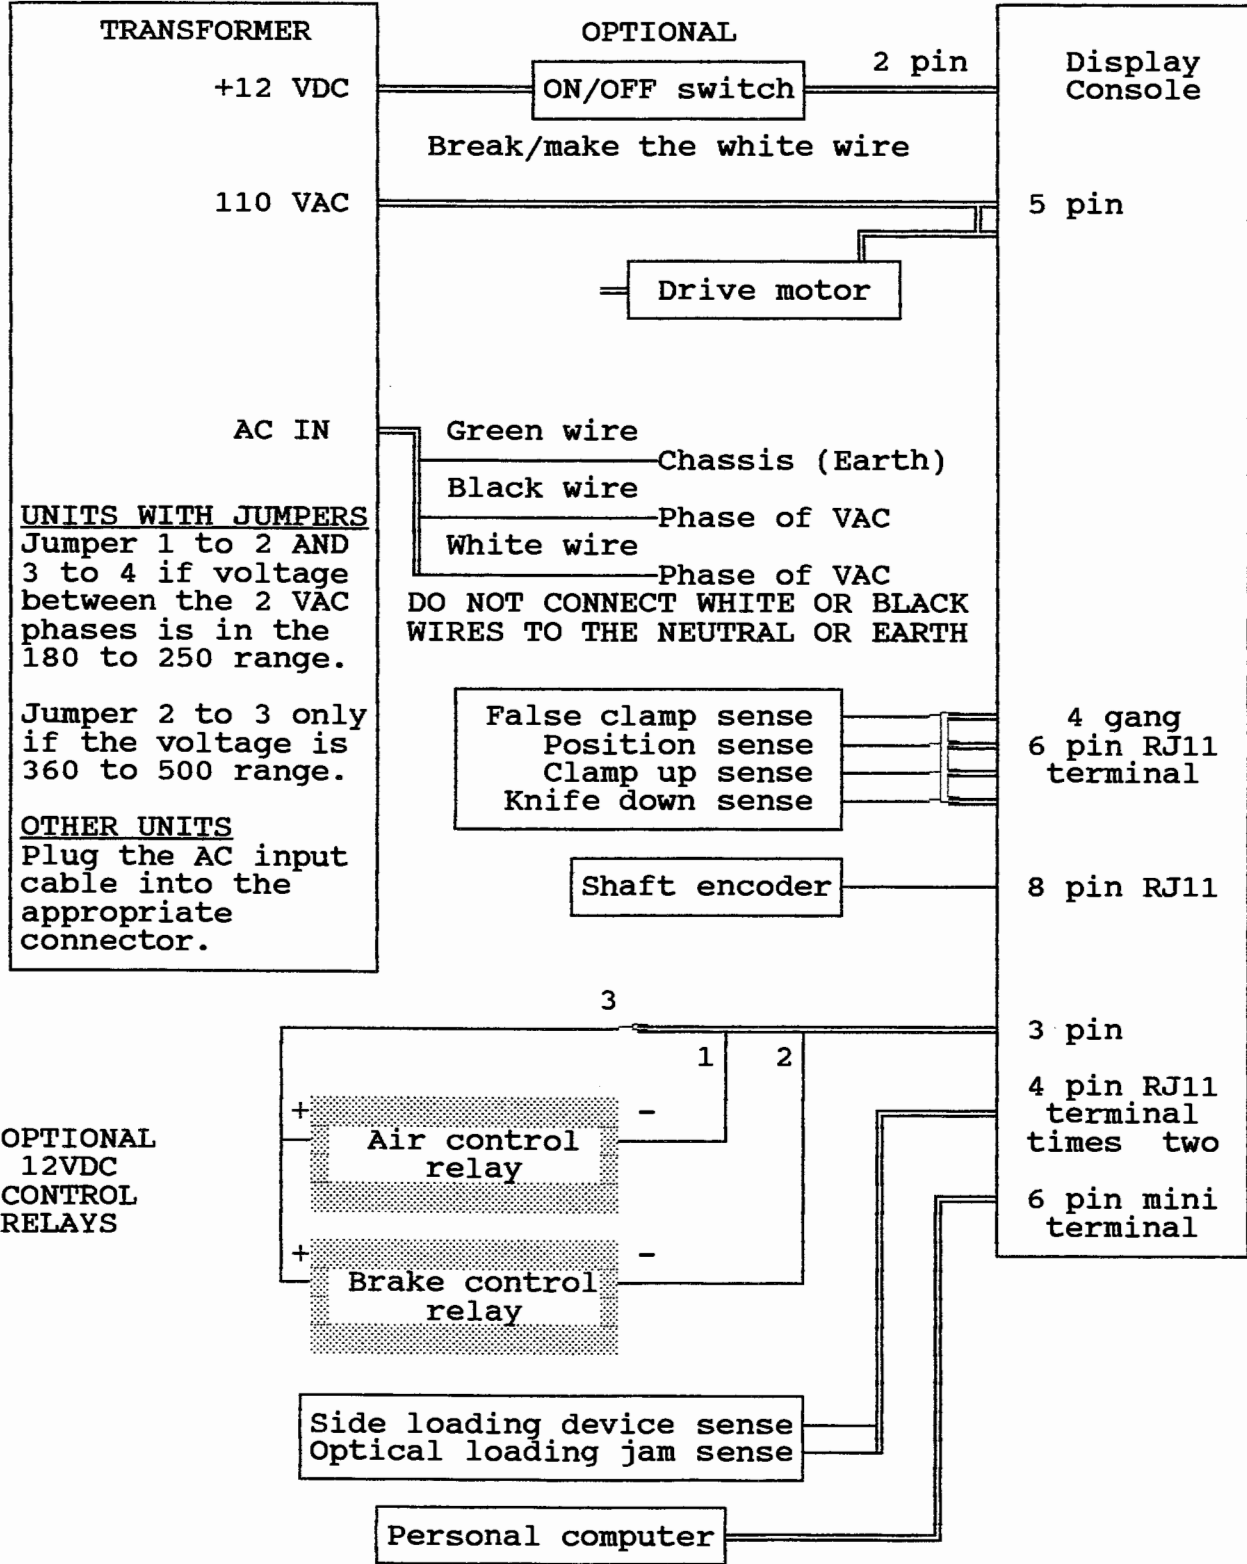 TRANSFORMER
OPTIONAL
+12 VDC
ON/OFF switch
2 pin
Display
Console
Break/make the white wire
110 VAC
5 pin
Drive motor
AC IN
Green wire
Chassis (Earth)
Black wire
Phase of VAC
White wire
Phase of VAC
DO NOT CONNECT WHITE OR BLACK
WIRES TO THE NEUTRAL OR EARTH
UNITS WITH JUMPERS
Jumper 1 to 2 AND
3 to 4 if voltage
between the 2 VAC
phases is in the
180 to 250 range.
Jumper 2 to 3 only
if the voltage is
360 to 500 range.
OTHER UNITS
Plug the AC input
cable into the
appropriate
connector.
False clamp sense
Position sense
Clamp up sense
Knife down sense
4 gang
6 pin RJ11
terminal
Shaft encoder
8 pin RJ11
3
3 pin
1
2
4 pin RJ11
terminal
times two
6 pin mini
terminal
OPTIONAL
12VDC
CONTROL
RELAYS
+
-
Air control
relay
+
-
Brake control
relay
Side loading device sense
Optical loading jam sense
Personal computer